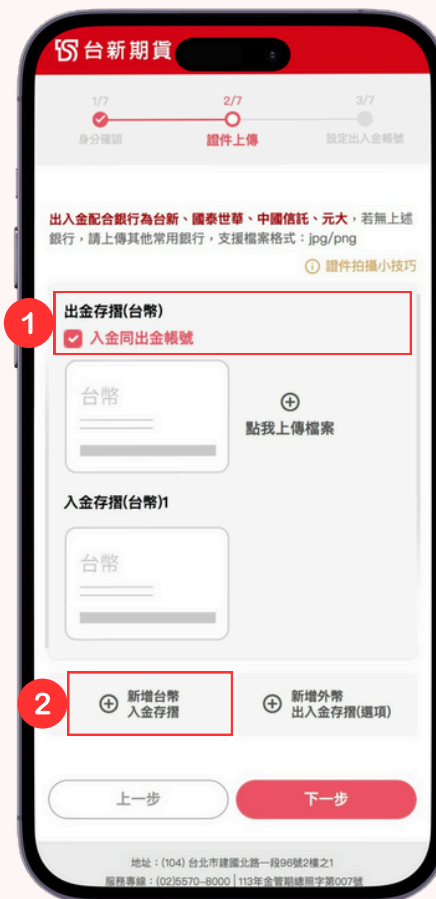 台新期貨
1/7
2/7
3/7
身分確認
證件上傳
設定出入金帳號
出入金配合銀行為台新、國泰世華、中國信託、元大，若無上述
銀行，請上傳其他常用銀行，支援檔案格式：jpg/png
證件拍攝小技巧
1
出金存摺(台幣)
入金同出金帳號
台幣
點我上傳檔案
入金存摺(台幣)1
台幣
2
新增台幣
入金存摺
新增外幣
出入金存摺(選項)
上一步
下一步
地址：(104) 台北市建國北路一段96號2樓之1
服務專線：(02)5570-8000 | 113年金管期總照字第007號